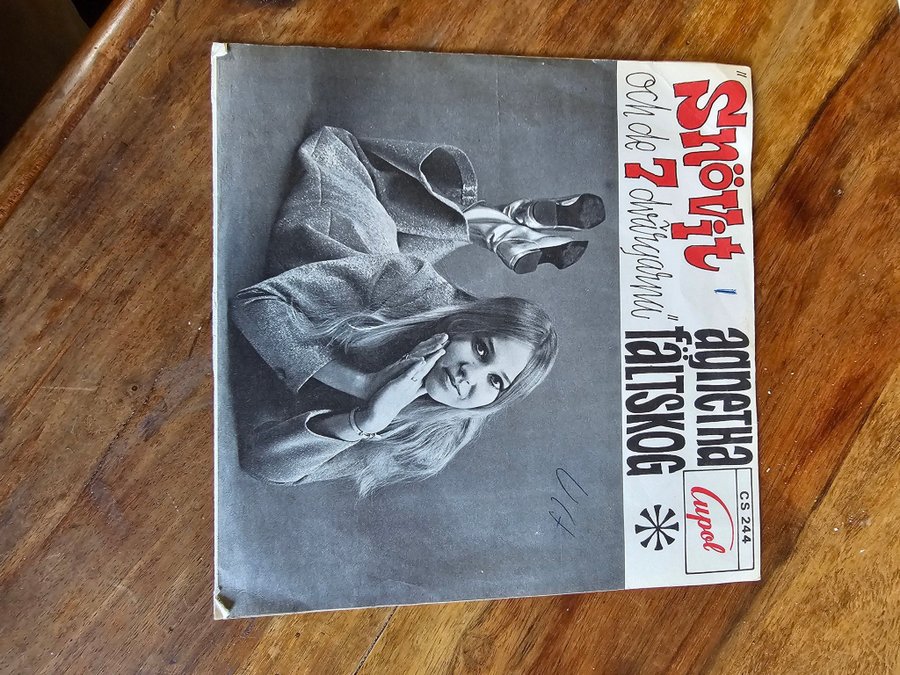 "Snövit
och de 7 dvärgarna"
agneTHA
fälTSKOG
CS 244
Cupol